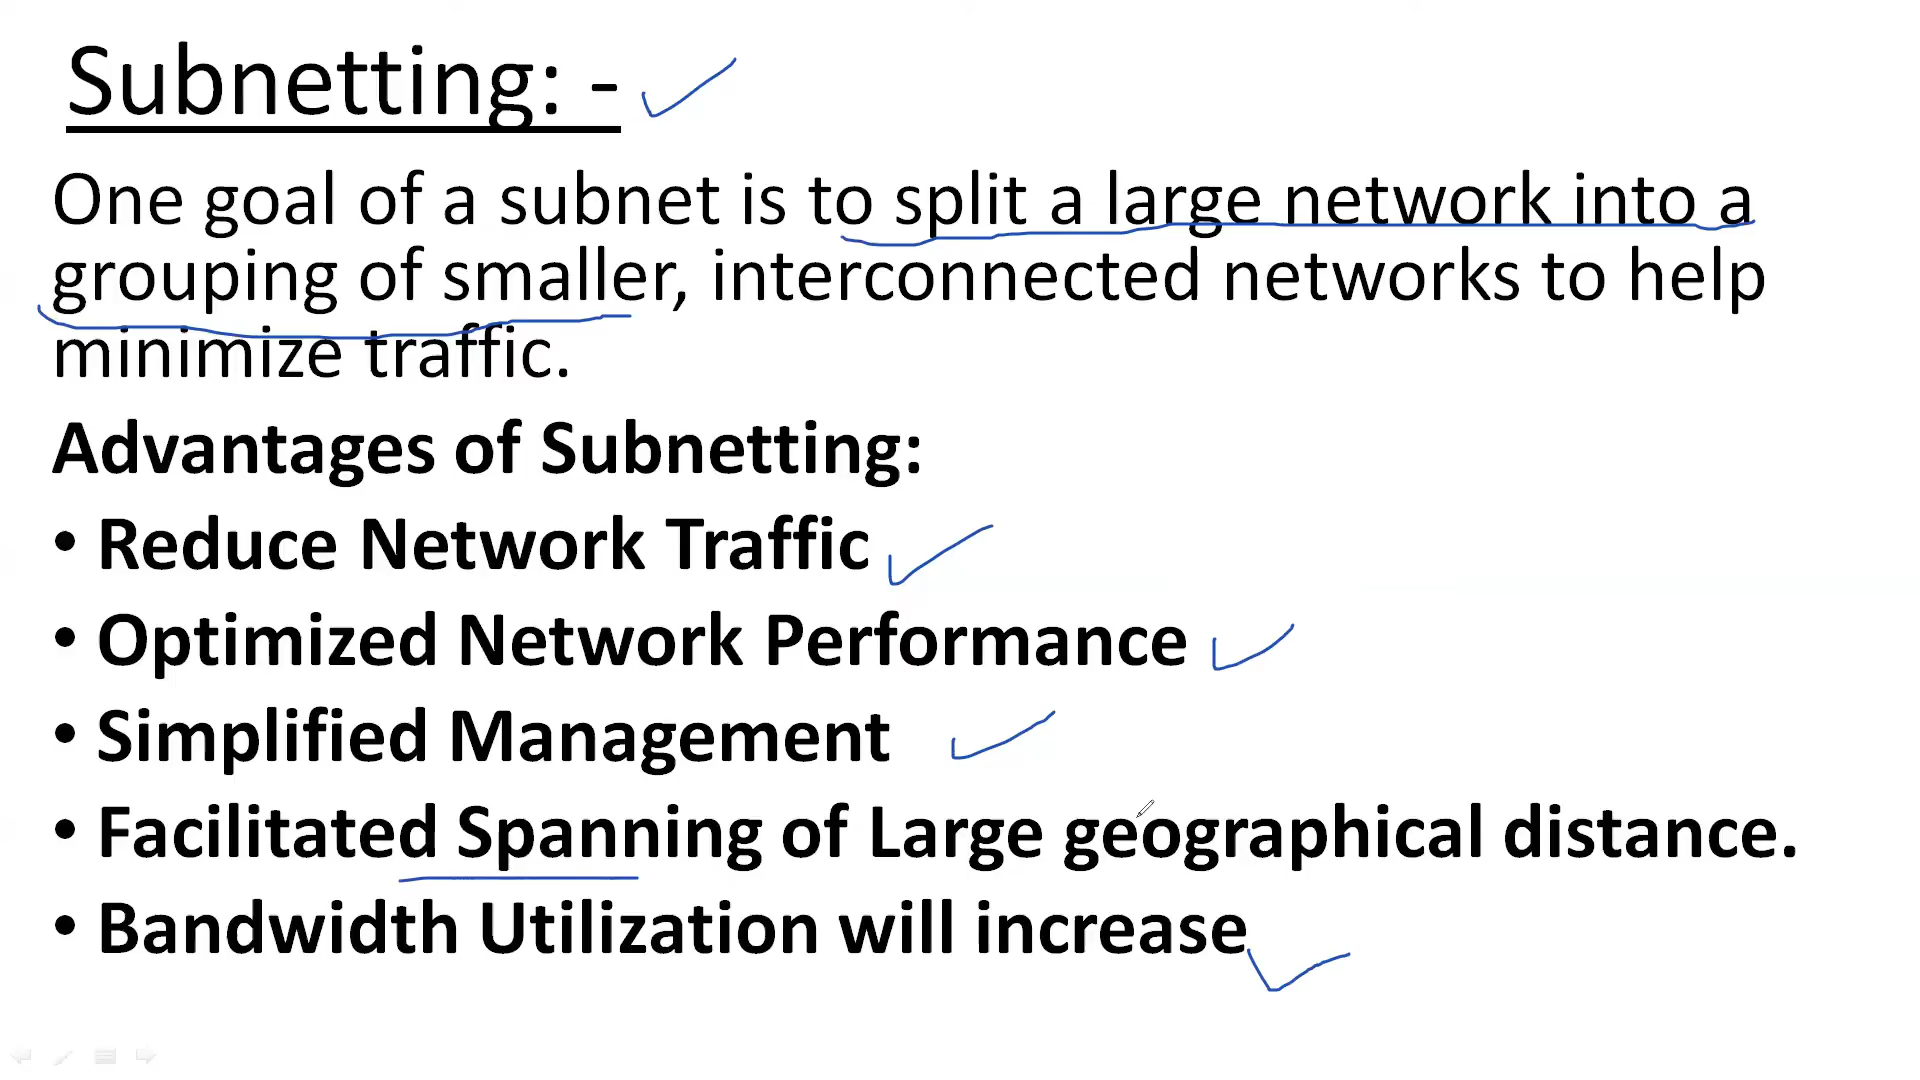 Subnetting: -
One goal of a subnet is to split a large network into a
grouping of smaller, interconnected networks to help
minimize traffic.
Advantages of Subnetting:
• Reduce Network Traffic
• Optimized Network Performance
• Simplified Management
• Facilitated Spanning of Large geographical distance.
• Bandwidth Utilization will increase